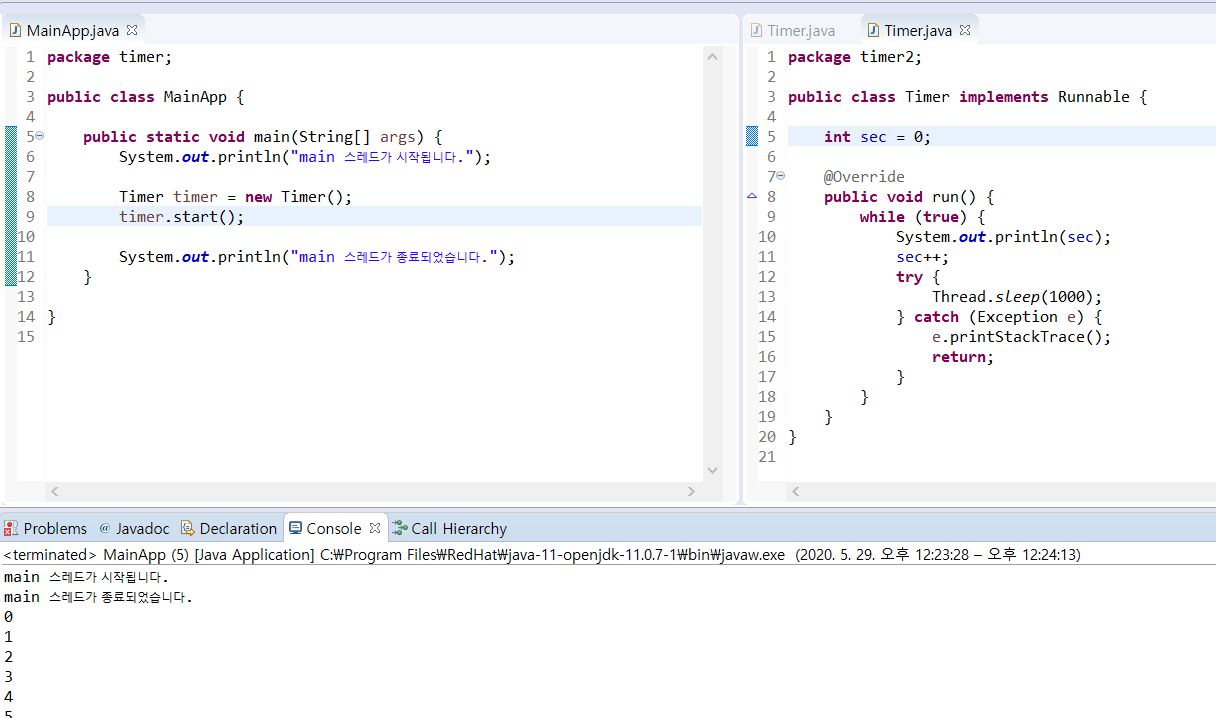 MainApp.java
1 package timer;
2
3 public class MainApp {
4
5 public static void main(String[] args) {
6 System.out.println("main 스레드가 시작됩니다.");
7
8 Timer timer = new Timer();
9 timer.start();
10
11 System.out.println("main 스레드가 종료되었습니다.");
12 }
13
14 }
15
Timer.java Timer.java
1 package timer2;
2
3 public class Timer implements Runnable {
4
5 int sec = 0;
6
7 @Override
8 public void run() {
9 while (true) {
10 System.out.println(sec);
11 sec++;
12 try {
13 Thread.sleep(1000);
14 } catch (Exception e) {
15 e.printStackTrace();
16 return;
17 }
18 }
19 }
20 }
21
Problems @ Javadoc Declaration Console Call Hierarchy
<terminated> MainApp (5) [Java Application] C:₩Program Files₩RedHat₩java-11-openjdk-11.0.7-1₩bin₩javaw.exe (2020. 5. 29. 오후 12:23:28 – 오후 12:24:13)
main 스레드가 시작됩니다.
main 스레드가 종료되었습니다.
0
1
2
3
4
5